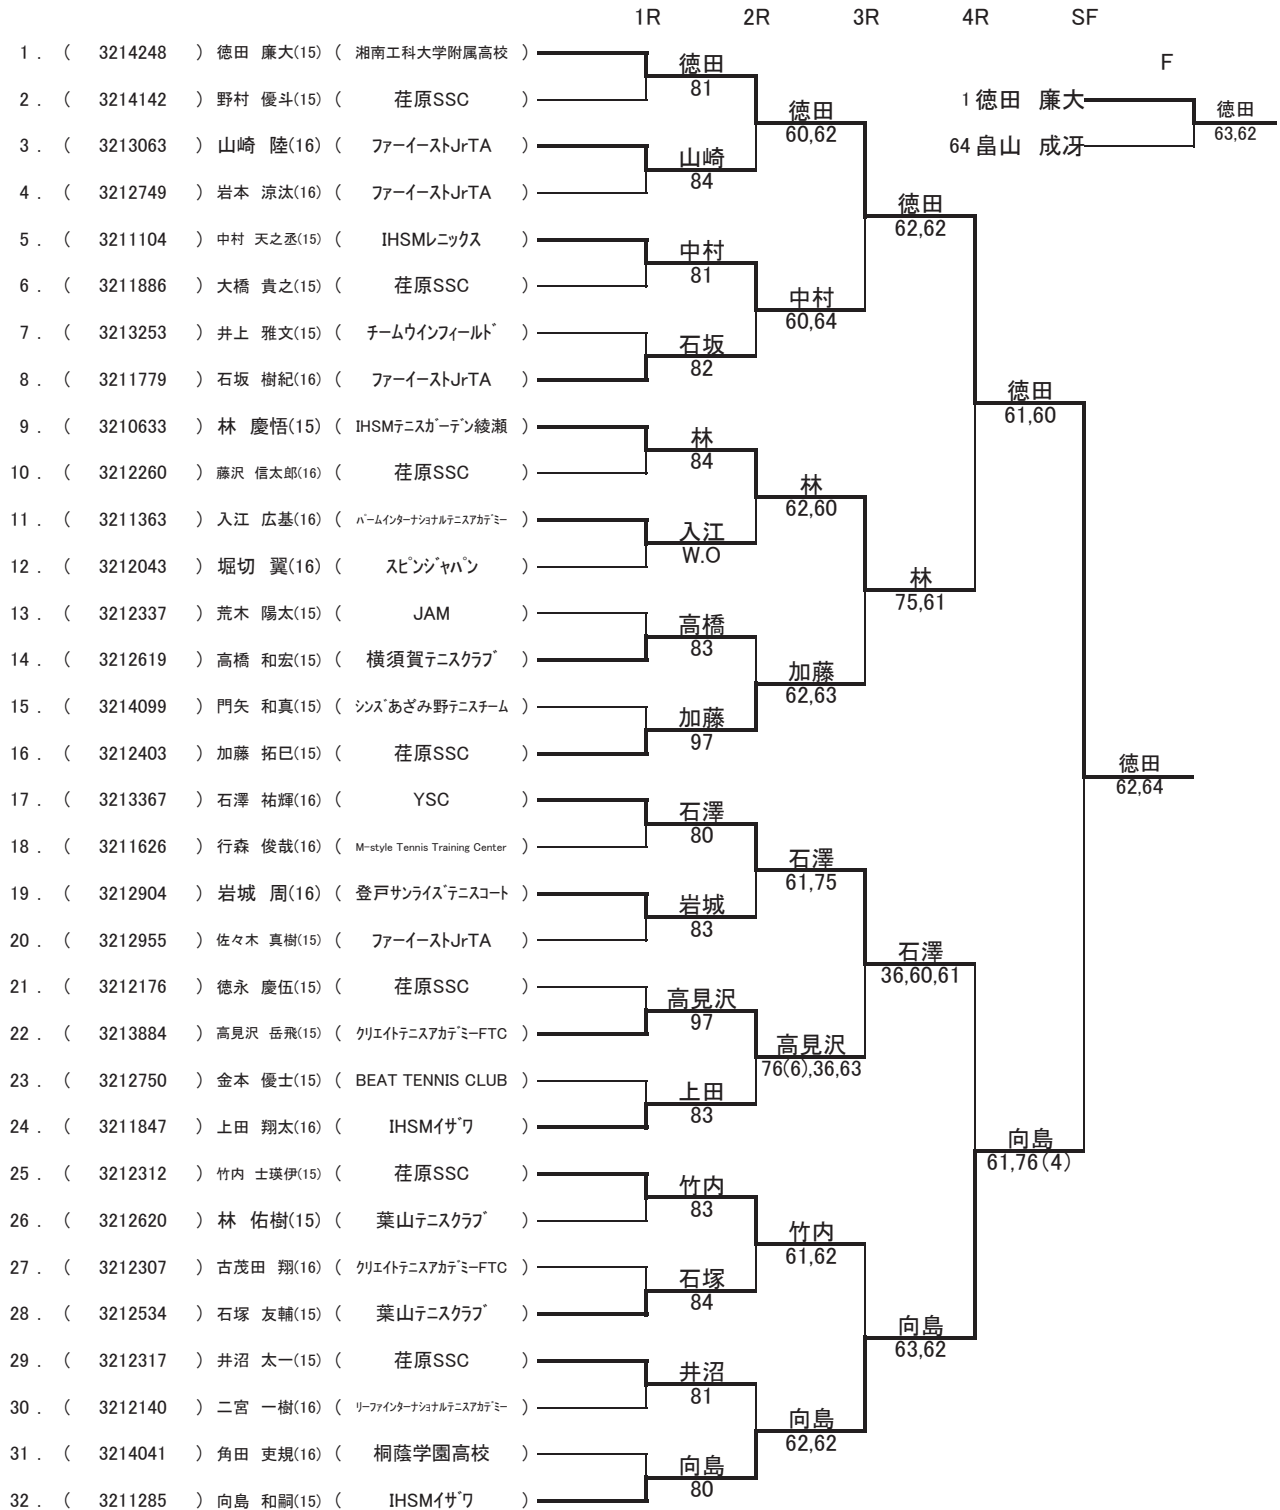 1R 2R 3R 4R SF
F
1 . ( 3214248 ) 徳田 廉大(15) ( 湘南工科大学附属高校 )
2 . ( 3214142 ) 野村 優斗(15) ( 荏原SSC )
3 . ( 3213063 ) 山崎 陸(16) ( ファーイーストJrTA )
4 . ( 3212749 ) 岩本 涼汰(16) ( ファーイーストJrTA )
5 . ( 3211104 ) 中村 天之丞(15) ( IHSMレニックス )
6 . ( 3211886 ) 大橋 貴之(15) ( 荏原SSC )
7 . ( 3213253 ) 井上 雅文(15) ( チームウインフィールド )
8 . ( 3211779 ) 石坂 樹紀(16) ( ファーイーストJrTA )
9 . ( 3210633 ) 林 慶悟(15) ( IHSMテニスガーデン綾瀬 )
10 . ( 3212260 ) 藤沢 信太郎(16) ( 荏原SSC )
11 . ( 3211363 ) 入江 広基(16) ( パームインターナショナルテニスアカデミー )
12 . ( 3212043 ) 堀切 翼(16) ( スピンジャパン )
13 . ( 3212337 ) 荒木 陽太(15) ( JAM )
14 . ( 3212619 ) 高橋 和宏(15) ( 横須賀テニスクラブ )
15 . ( 3214099 ) 門矢 和真(15) ( シンズあざみ野テニスチーム )
16 . ( 3212403 ) 加藤 拓巳(15) ( 荏原SSC )
17 . ( 3213367 ) 石澤 祐輝(16) ( YSC )
18 . ( 3211626 ) 行森 俊哉(16) ( M-style Tennis Training Center )
19 . ( 3212904 ) 岩城 周(16) ( 登戸サンライズテニスコート )
20 . ( 3212955 ) 佐々木 真樹(15) ( ファーイーストJrTA )
21 . ( 3212176 ) 徳永 慶伍(15) ( 荏原SSC )
22 . ( 3213884 ) 高見沢 岳飛(15) ( クリエイトテニスアカデミーFTC )
23 . ( 3212750 ) 金本 優士(15) ( BEAT TENNIS CLUB )
24 . ( 3211847 ) 上田 翔太(16) ( IHSMイザワ )
25 . ( 3212312 ) 竹内 士瑛伊(15) ( 荏原SSC )
26 . ( 3212620 ) 林 佑樹(15) ( 葉山テニスクラブ )
27 . ( 3212307 ) 古茂田 翔(16) ( クリエイトテニスアカデミーFTC )
28 . ( 3212534 ) 石塚 友輔(15) ( 葉山テニスクラブ )
29 . ( 3212317 ) 井沼 太一(15) ( 荏原SSC )
30 . ( 3212140 ) 二宮 一樹(16) ( リーファインターナショナルテニスアカデミー )
31 . ( 3214041 ) 角田 吏規(16) ( 桐蔭学園高校 )
32 . ( 3211285 ) 向島 和嗣(15) ( IHSMイザワ )
徳田
81
山崎
84
中村
81
石坂
82
林
84
入江
W.O
高橋
83
加藤
97
石澤
80
岩城
83
高見沢
97
上田
83
竹内
83
石塚
84
井沼
81
向島
80
徳田
60,62
中村
60,64
林
62,60
加藤
62,63
石澤
61,75
高見沢
76(6),36,63
竹内
61,62
向島
62,62
徳田
62,62
林
75,61
石澤
36,60,61
向島
63,62
徳田
61,60
向島
61,76(4)
徳田
62,64
1 徳田 廉大
64 畠山 成冴
徳田
63,62